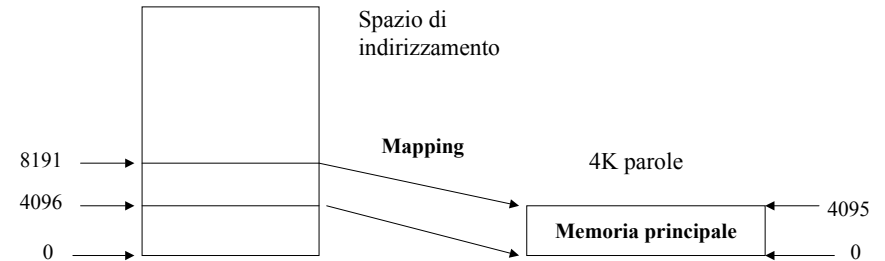 Spazio di
indirizzamento
Mapping
4K parole
8191
4096
0
Memoria principale
4095
0